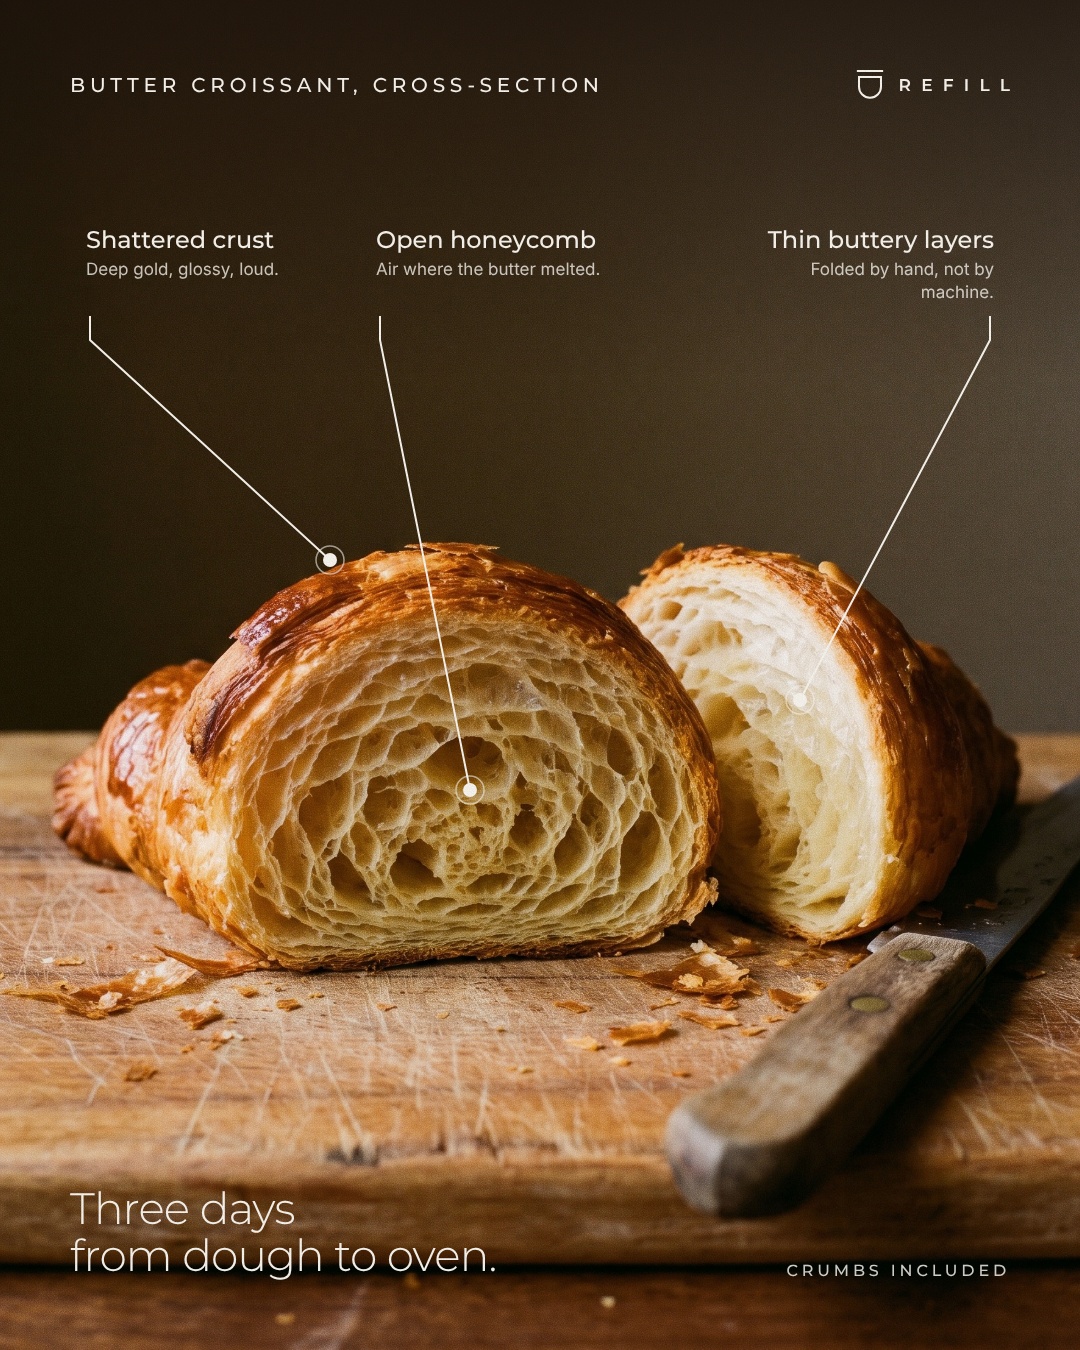 BUTTER CROISSANT, CROSS-SECTION
REFILL
Shattered crust
Deep gold, glossy, loud.
Open honeycomb
Air where the butter melted.
Thin buttery layers
Folded by hand, not by
machine.
Three days
from dough to oven.
CRUMBS INCLUDED